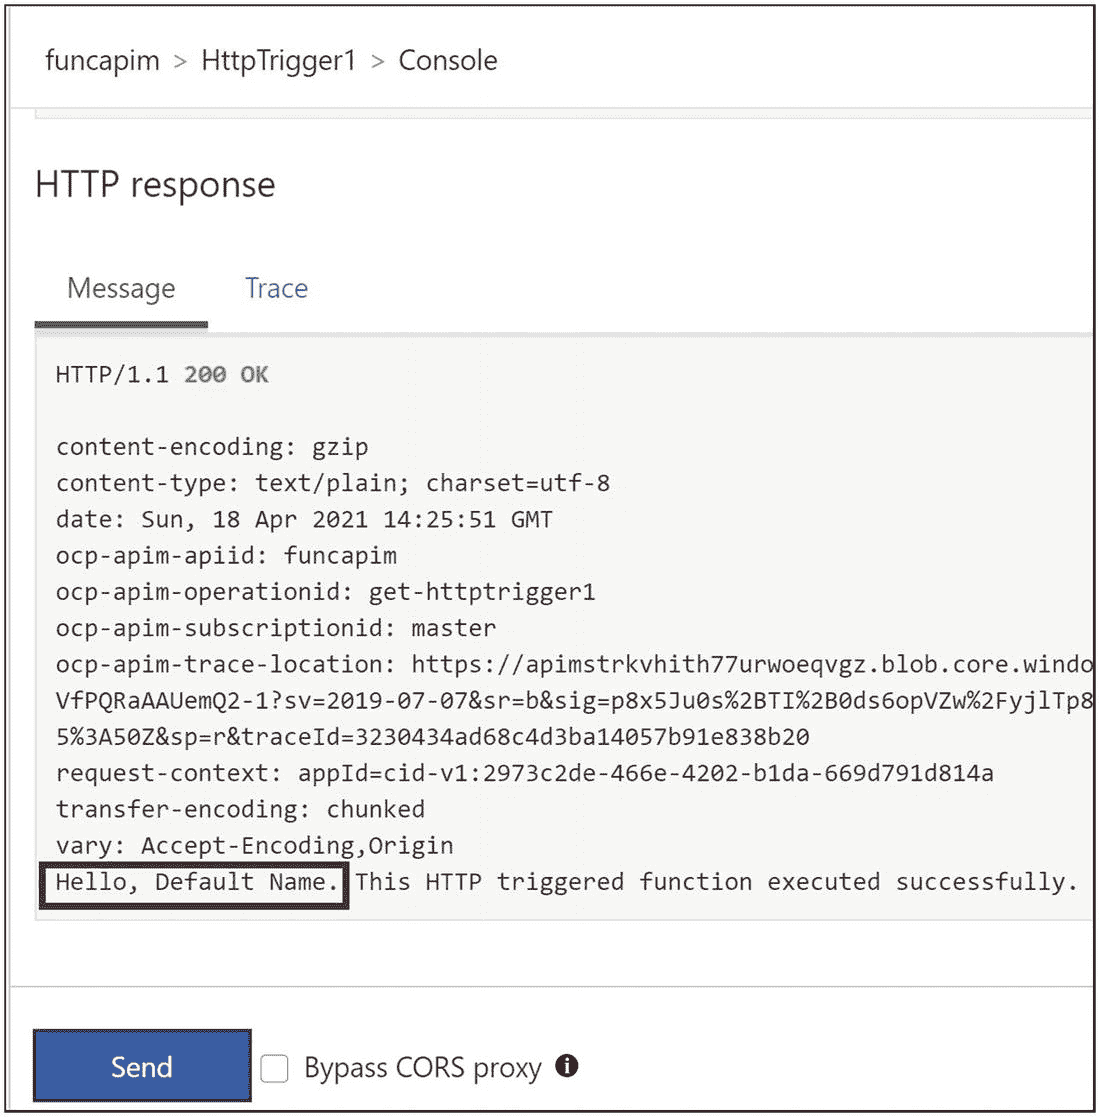 funcapim > HttpTrigger1 > Console
HTTP response
Message Trace
HTTP/1.1 200 OK
content-encoding: gzip
content-type: text/plain; charset=utf-8
date: Sun, 18 Apr 2021 14:25:51 GMT
ocp-apim-apiid: funcapim
ocp-apim-operationid: get-httptrigger1
ocp-apim-subscriptionid: master
ocp-apim-trace-location: https://apimstrkvhith77urwoeqvgz.blob.core.windo
VfPQRaAAUemQ2-1?sv=2019-07-07&sr=b&sig=p8x5Ju0s%2BTI%2B0ds6opVZw%2FyjlTp8
5%3A50Z&sp=r&traceId=3230434ad68c4d3ba14057b91e838b20
request-context: appId=cid-v1:2973c2de-466e-4202-b1da-669d791d814a
transfer-encoding: chunked
vary: Accept-Encoding,Origin
Hello, Default Name. This HTTP triggered function executed successfully.
Send Bypass CORS proxy